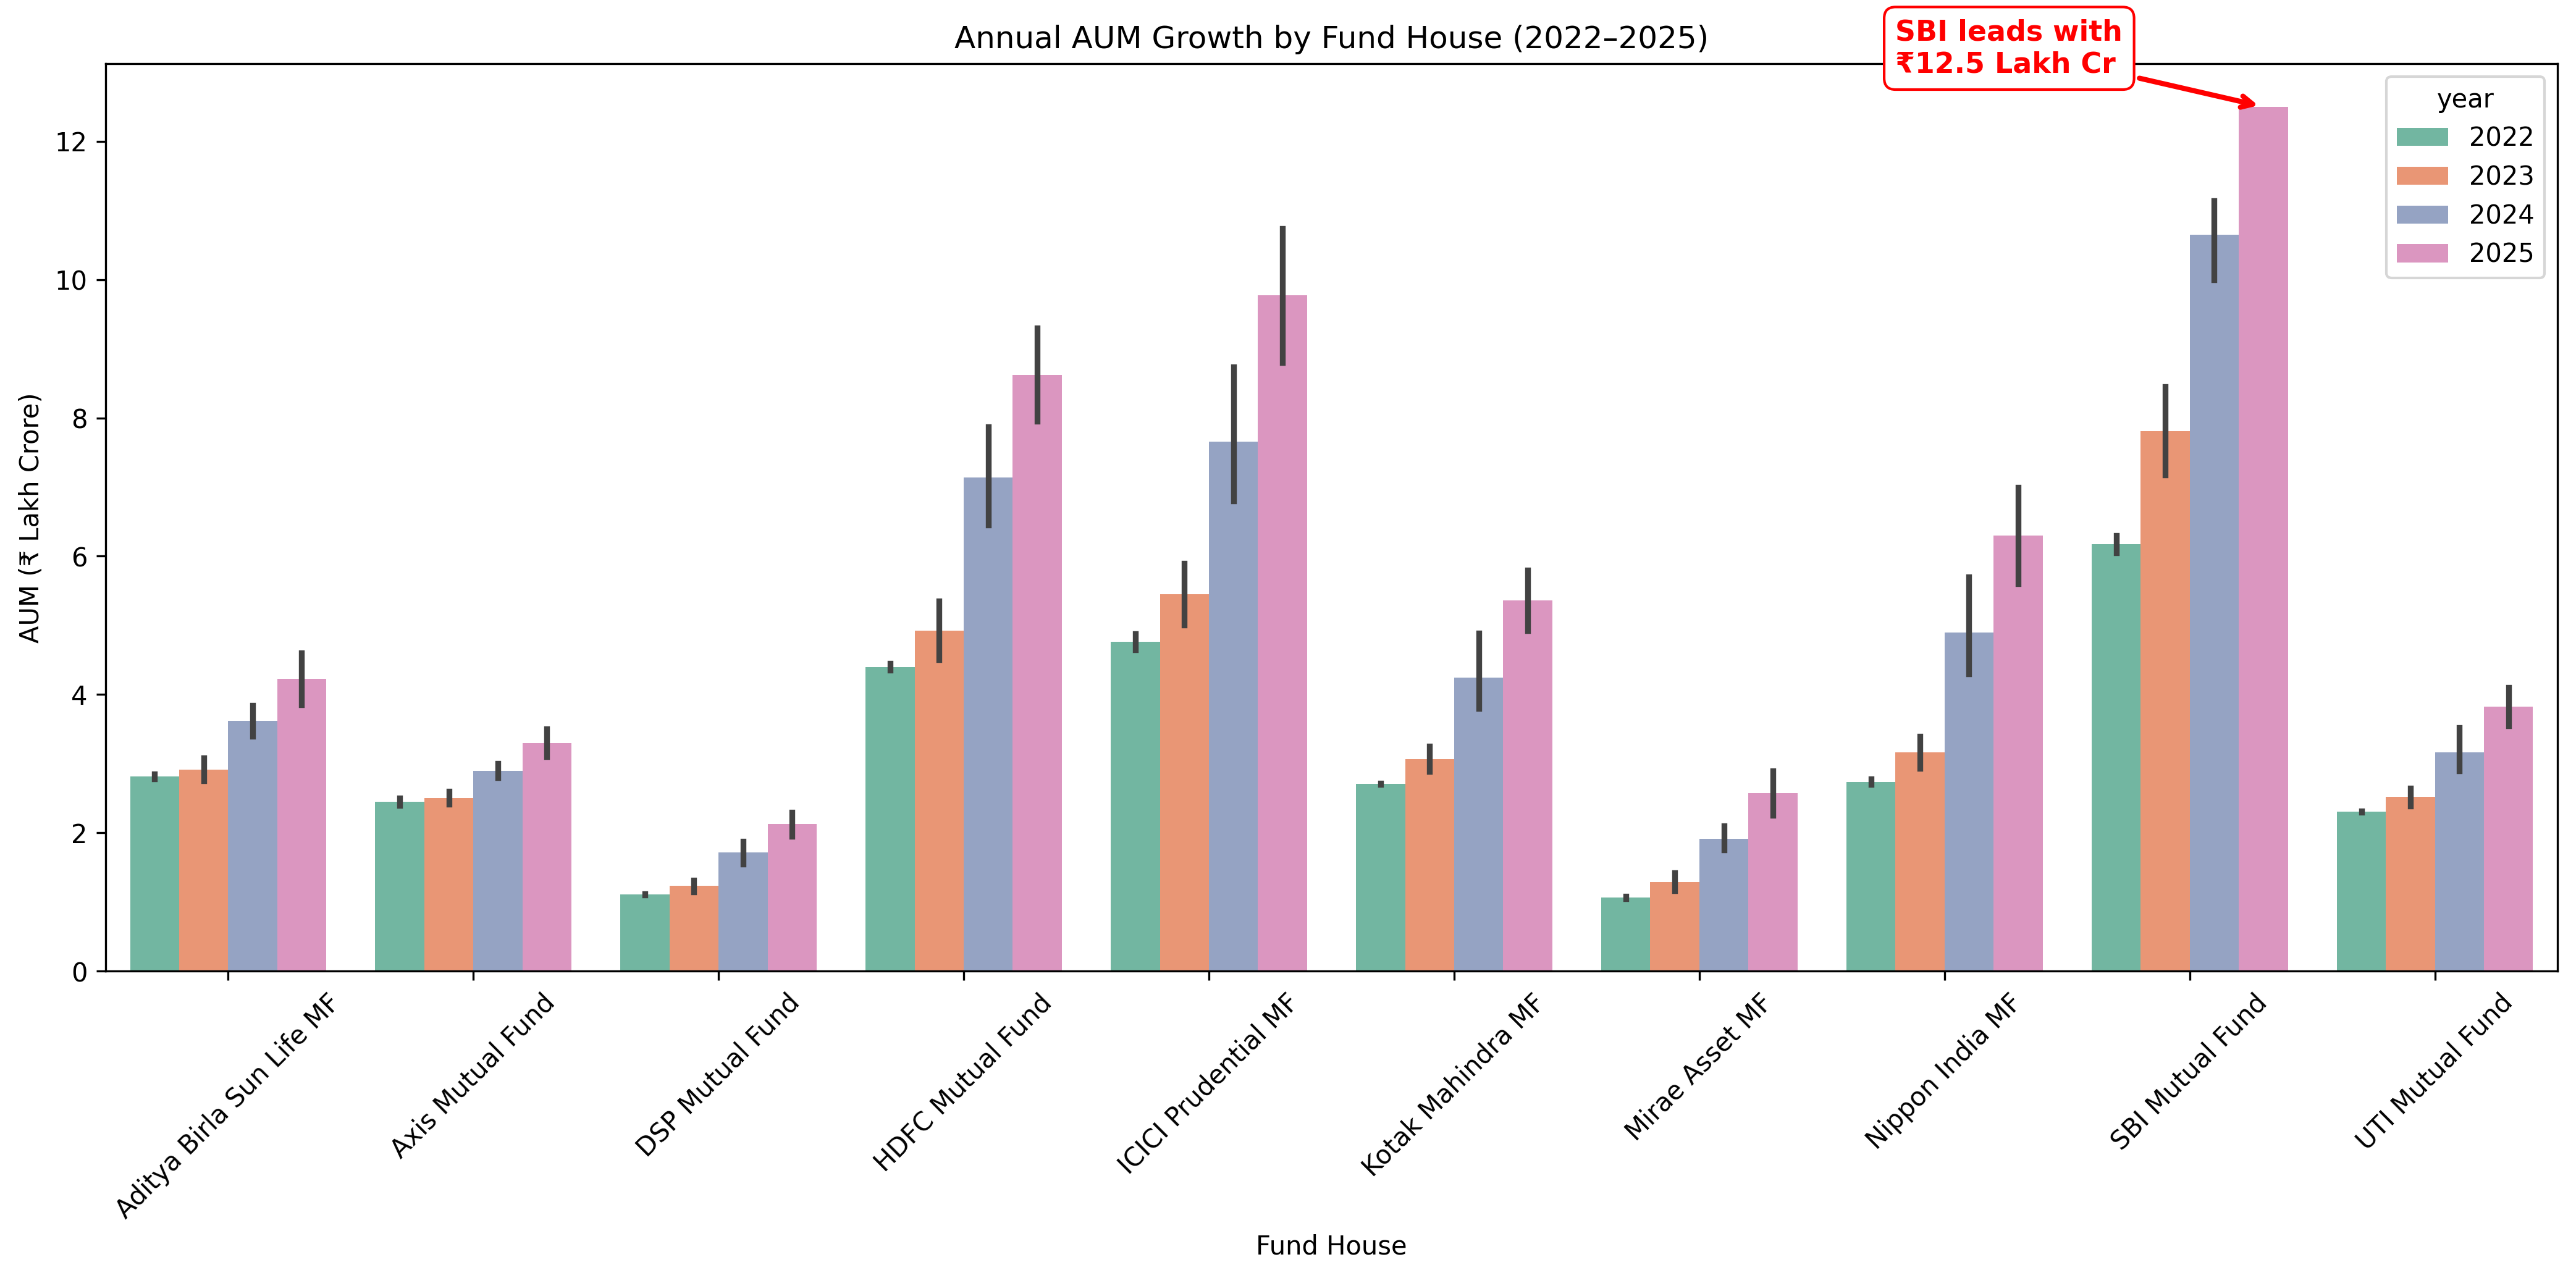 Annual AUM Growth by Fund House (2022–2025)
SBI leads with
₹12.5 Lakh Cr
year
2022
2023
2024
2025
AUM (₹ Lakh Crore)
12
10
8
6
4
2
0
Aditya Birla Sun Life MF
Axis Mutual Fund
DSP Mutual Fund
HDFC Mutual Fund
ICICI Prudential MF
Kotak Mahindra MF
Mirae Asset MF
Nippon India MF
SBI Mutual Fund
UTI Mutual Fund
Fund House